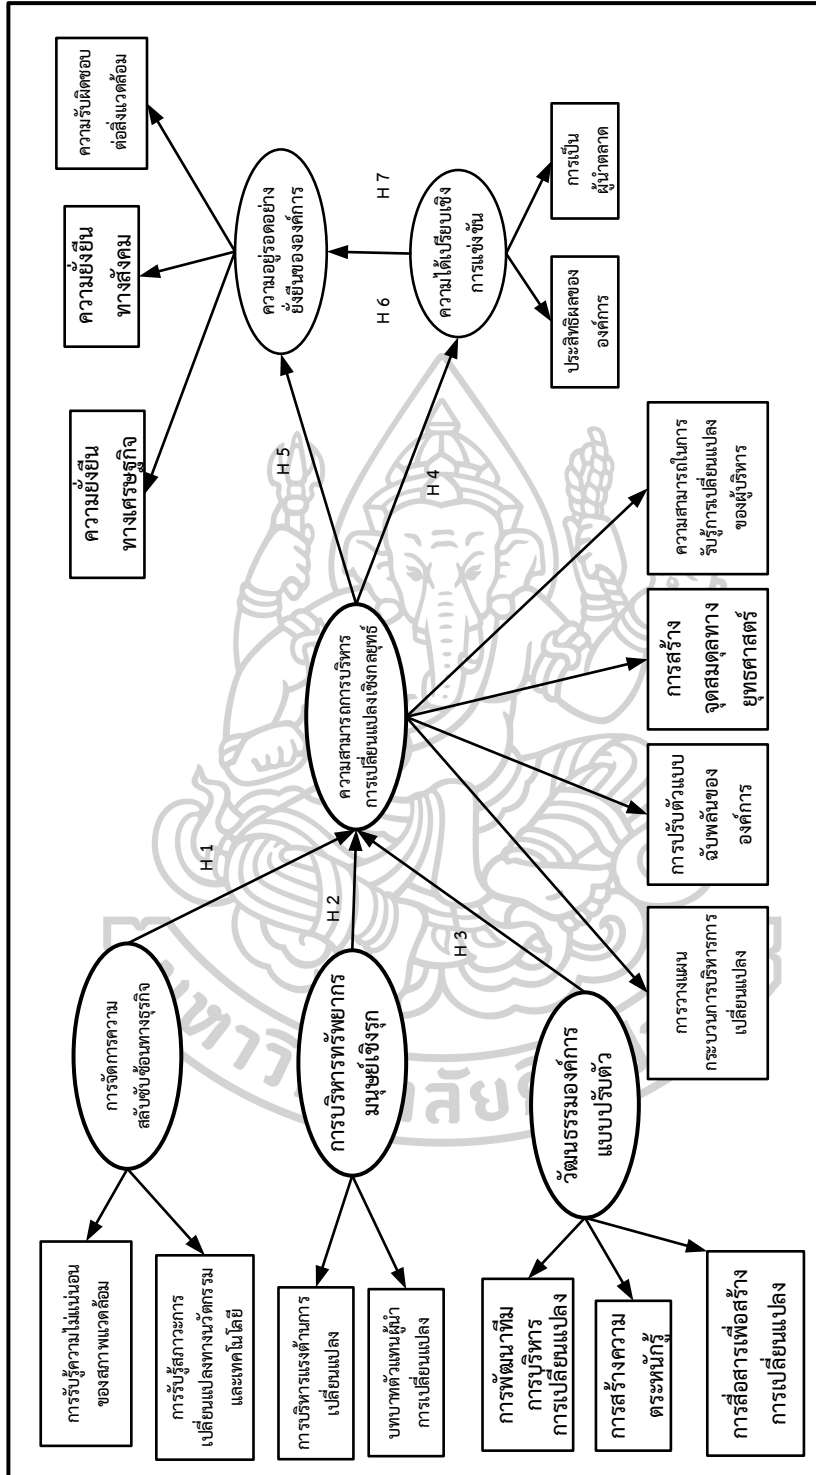 การรับรู้ความไม่แน่นอน
ของสภาพแวดล้อม
การรับรู้สภาวะการ
เปลี่ยนแปลงทางนวัตกรรม
และเทคโนโลยี
การบริหารแรงต้านการ
เปลี่ยนแปลง
บทบาทตัวแทนผู้นำ
การเปลี่ยนแปลง
การพัฒนาทีม
การบริหาร
การเปลี่ยนแปลง
การสร้างความ
ตระหนักรู้
การสื่อสารเพื่อสร้าง
การเปลี่ยนแปลง
การจัดการความ
สลับซับซ้อนทางธุรกิจ
การบริหารทรัพยากร
มนุษย์เชิงรุก
วัฒนธรรมองค์การ
แบบปรับตัว
H 1
H 2
H 3
ความสามารถการบริหาร
การเปลี่ยนแปลงเชิงกลยุทธ์
การวางแผน
กระบวนการบริหารการ
เปลี่ยนแปลง
การปรับตัวแบบ
ฉับพลันของ
องค์การ
การสร้าง
จุดสมดุลทาง
ยุทธศาสตร์
ความสามารถในการ
รับรู้การเปลี่ยนแปลง
ของผู้บริหาร
H 5
H 4
ความยั่งยืน
ทางเศรษฐกิจ
ความยั่งยืน
ทางสังคม
ความรับผิดชอบ
ต่อสิ่งแวดล้อม
ความอยู่รอดอย่าง
ยั่งยืนขององค์การ
H 6
H 7
ความได้เปรียบเชิง
การแข่งขัน
ประสิทธิผลของ
องค์การ
การเป็น
ผู้นำตลาด